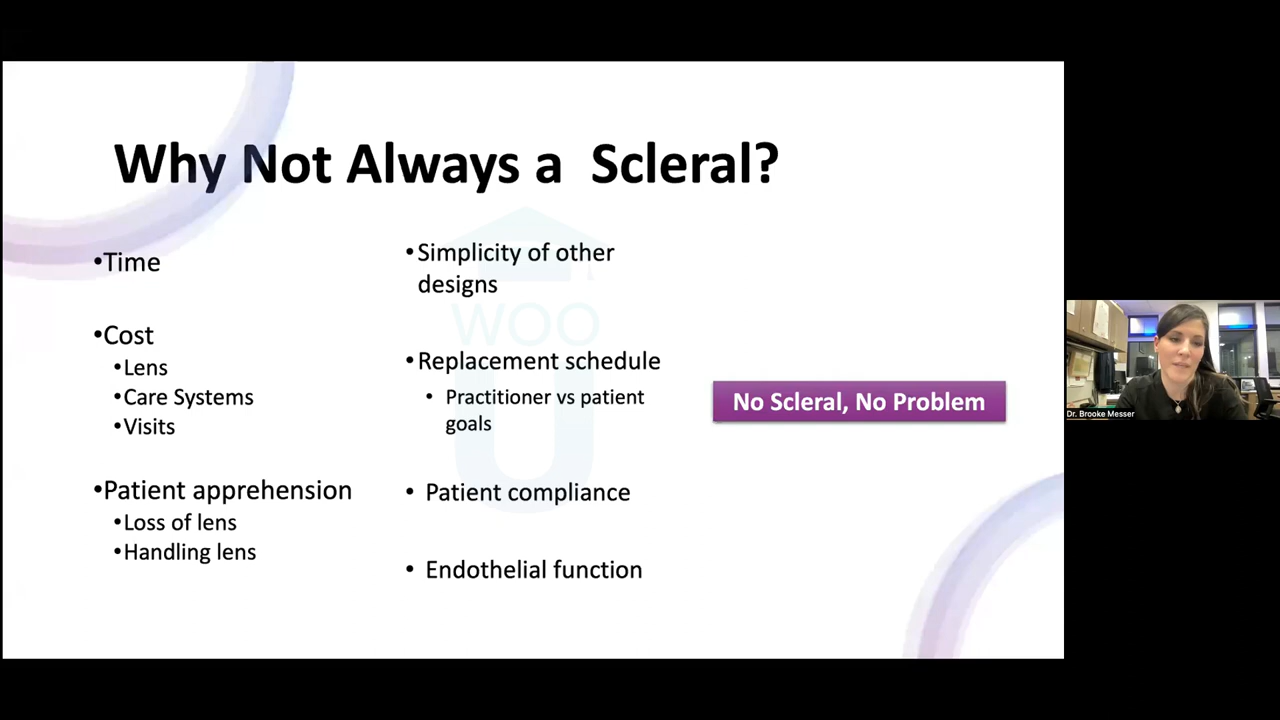 Why Not Always a Scleral?
•Time
•Cost
•Lens
•Care Systems
•Visits
•Patient apprehension
•Loss of lens
•Handling lens
•Simplicity of other
designs
•Replacement schedule
• Practitioner vs patient
goals
• Patient compliance
• Endothelial function
WOO
U
No Scleral, No Problem
Dr. Brooke Messer